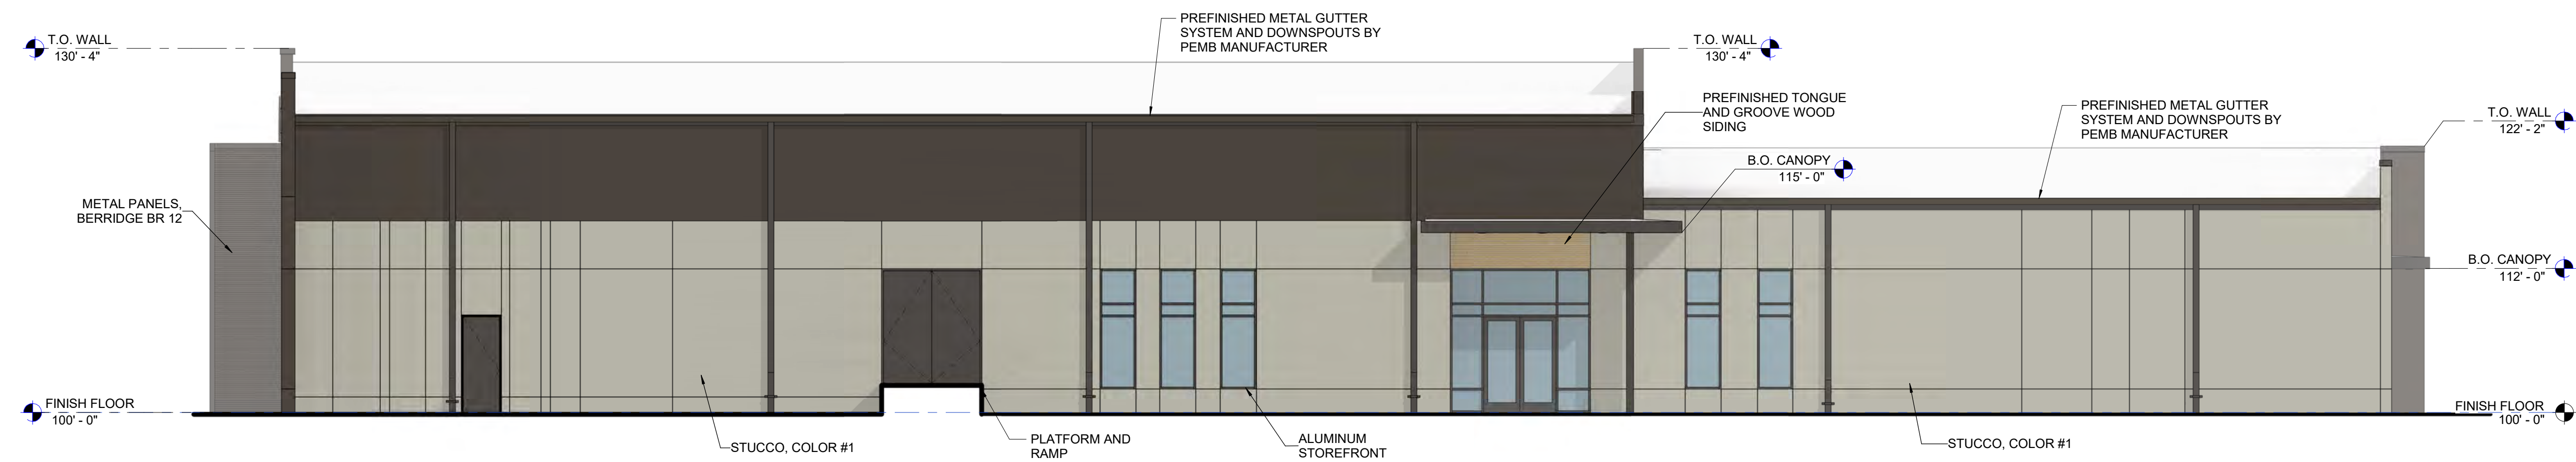 PREFINISHED METAL GUTTER
SYSTEM AND DOWNSPOUTS BY
PEMB MANUFACTURER
T.O. WALL
130' - 4"
T.O. WALL
130' - 4"
PREFINISHED TONGUE
AND GROOVE WOOD
SIDING
PREFINISHED METAL GUTTER
SYSTEM AND DOWNSPOUTS BY
PEMB MANUFACTURER
T.O. WALL
122' - 2"
B.O. CANOPY
115' - 0"
METAL PANELS,
BERRIDGE BR 12
B.O. CANOPY
112' - 0"
FINISH FLOOR
100' - 0"
FINISH FLOOR
100' - 0"
STUCCO, COLOR #1
PLATFORM AND
RAMP
ALUMINUM
STOREFRONT
STUCCO, COLOR #1